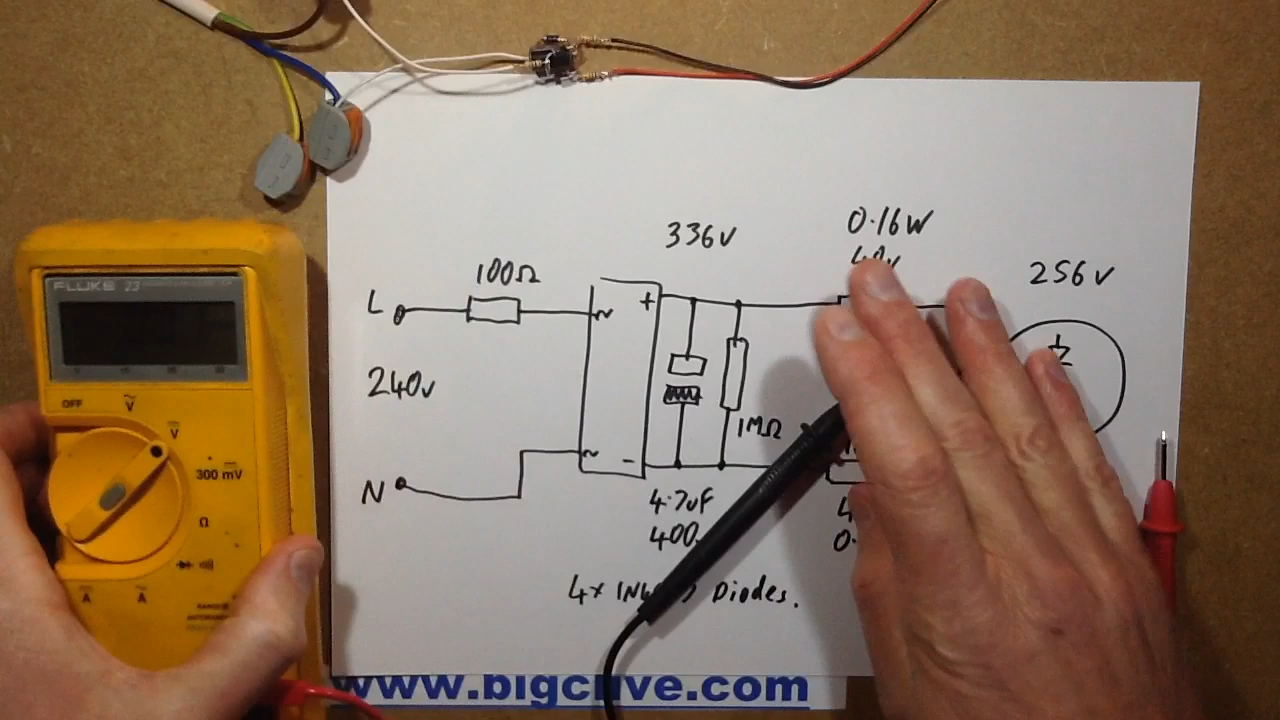 336v
0.16W
100Ω
256v
FLUKE 23
L
~
+
240v
OFF
Ṽ
V
300 mV
Ω
A
A
1MΩ
~
-
N
4.7uF
400
4x Diodes.
www.bigclive.com